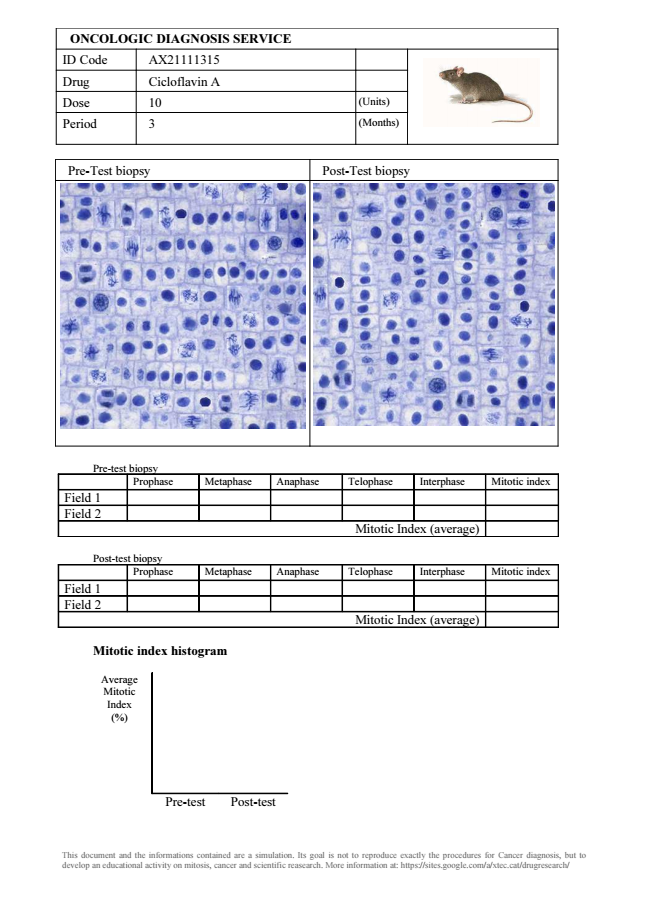 ONCOLOGIC DIAGNOSIS SERVICE
ID Code AX21111315
Drug Cicloflavin A
Dose 10 (Units)
Period 3 (Months)
Pre-Test biopsy Post-Test biopsy
Pre-test biopsy
Prophase Metaphase Anaphase Telophase Interphase Mitotic index
Field 1
Field 2
Mitotic Index (average)
Post-test biopsy
Prophase Metaphase Anaphase Telophase Interphase Mitotic index
Field 1
Field 2
Mitotic Index (average)
Mitotic index histogram
Average
Mitotic
Index
(%)
Pre-test Post-test
This document and the informations contained are a simulation. Its goal is not to reproduce exactly the procedures for Cancer diagnosis, but to
develop an educational activity on mitosis, cancer and scientific reasearch. More information at: https://sites.google.com/a/xtec.cat/drugresearch/